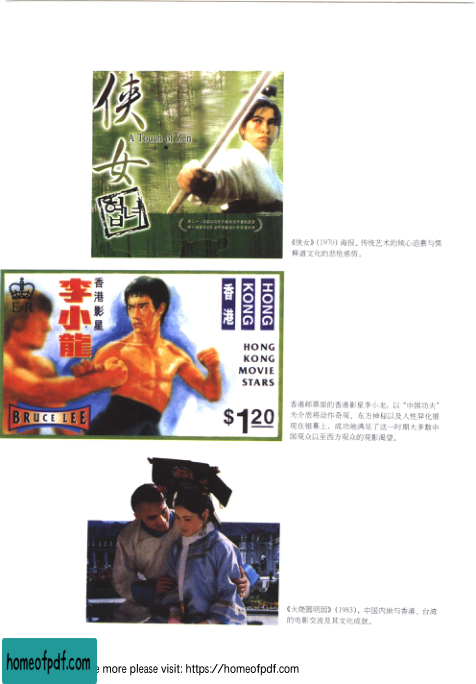 侠
女
A Touch of Zen
협녀
《侠女》(1970)海报，传统艺术的倾心追慕与儒
释道文化的悲怆感悟。
E R
香港影星
李小龍
BRUCE LEE
香港
HONG
KONG
HONG
KONG
MOVIE
STARS
$1.20
香港邮票里的香港影星李小龙：以“中国功夫”
为介质将动作奇观、东方神秘以及人性异化展
现在银幕上，成功地满足了这一时期大多数中
国观众以至西方观众的观影渴望。
《火烧圆明园》(1983)，中国内地与香港、台湾
的电影交流及其文化成就。
homeofpdf.com
e more please visit: https://homeofpdf.com